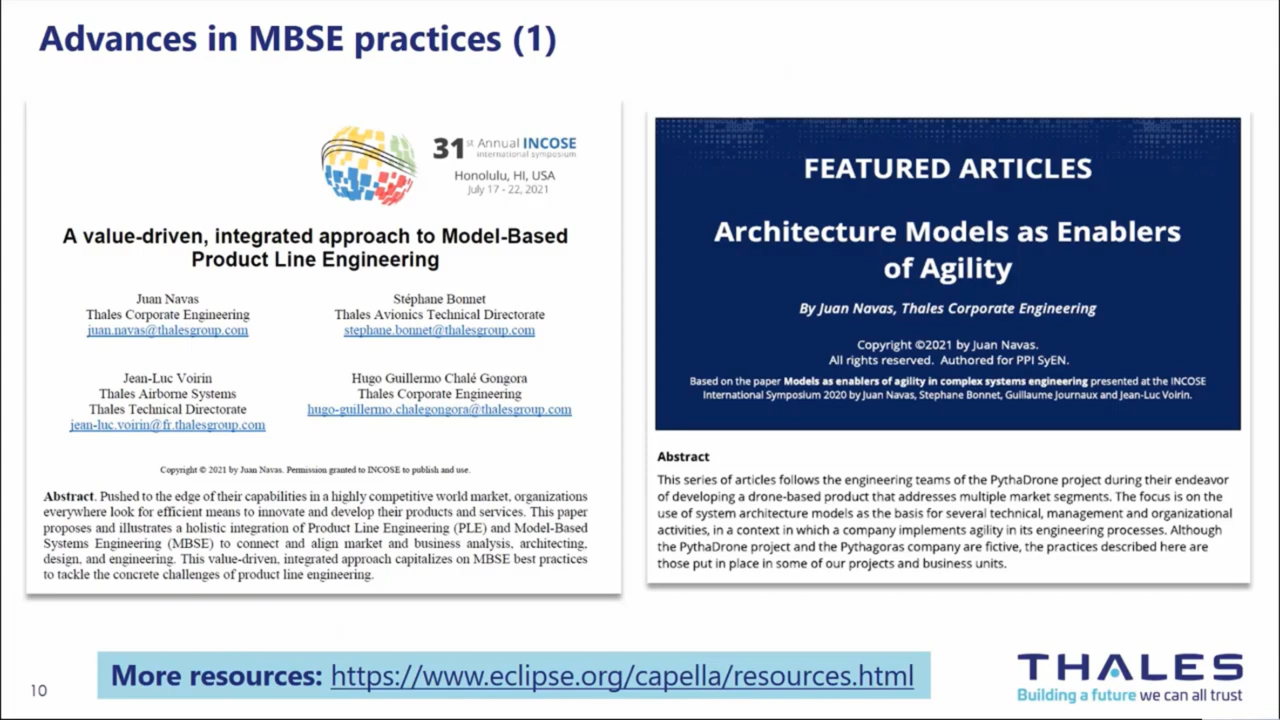 Advances in MBSE practices (1)
31st Annual INCOSE
international symposium
Honolulu, HI, USA
July 17 - 22, 2021
A value-driven, integrated approach to Model-Based
Product Line Engineering
Juan Navas
Thales Corporate Engineering
juan.navas@thalesgroup.com
Stéphane Bonnet
Thales Avionics Technical Directorate
stephane.bonnet@thalesgroup.com
Jean-Luc Voirin
Thales Airborne Systems
Thales Technical Directorate
jean-luc.voirin@fr.thalesgroup.com
Hugo Guillermo Chalé Gongora
Thales Corporate Engineering
hugo-guillermo.chalegongora@thalesgroup.com
Copyright © 2021 by Juan Navas. Permission granted to INCOSE to publish and use.
Abstract. Pushed to the edge of their capabilities in a highly competitive world market, organizations
everywhere look for efficient means to innovate and develop their products and services. This paper
proposes and illustrates a holistic integration of Product Line Engineering (PLE) and Model-Based
Systems Engineering (MBSE) to connect and align market and business analysis, architecting,
design, and engineering. This value-driven, integrated approach capitalizes on MBSE best practices
to tackle the concrete challenges of product line engineering.
FEATURED ARTICLES
Architecture Models as Enablers
of Agility
By Juan Navas, Thales Corporate Engineering
Copyright ©2021 by Juan Navas.
All rights reserved. Authored for PPI SyEN.
Based on the paper Models as enablers of agility in complex systems engineering presented at the INCOSE
International Symposium 2020 by Juan Navas, Stephane Bonnet, Guillaume Journaux and Jean-Luc Voirin.
Abstract
This series of articles follows the engineering teams of the PythaDrone project during their endeavor
of developing a drone-based product that addresses multiple market segments. The focus is on the
use of system architecture models as the basis for several technical, management and organizational
activities, in a context in which a company implements agility in its engineering processes. Although
the PythaDrone project and the Pythagoras company are fictive, the practices described here are
those put in place in some of our projects and business units.
More resources: https://www.eclipse.org/capella/resources.html
10
THALES
Building a future we can all trust